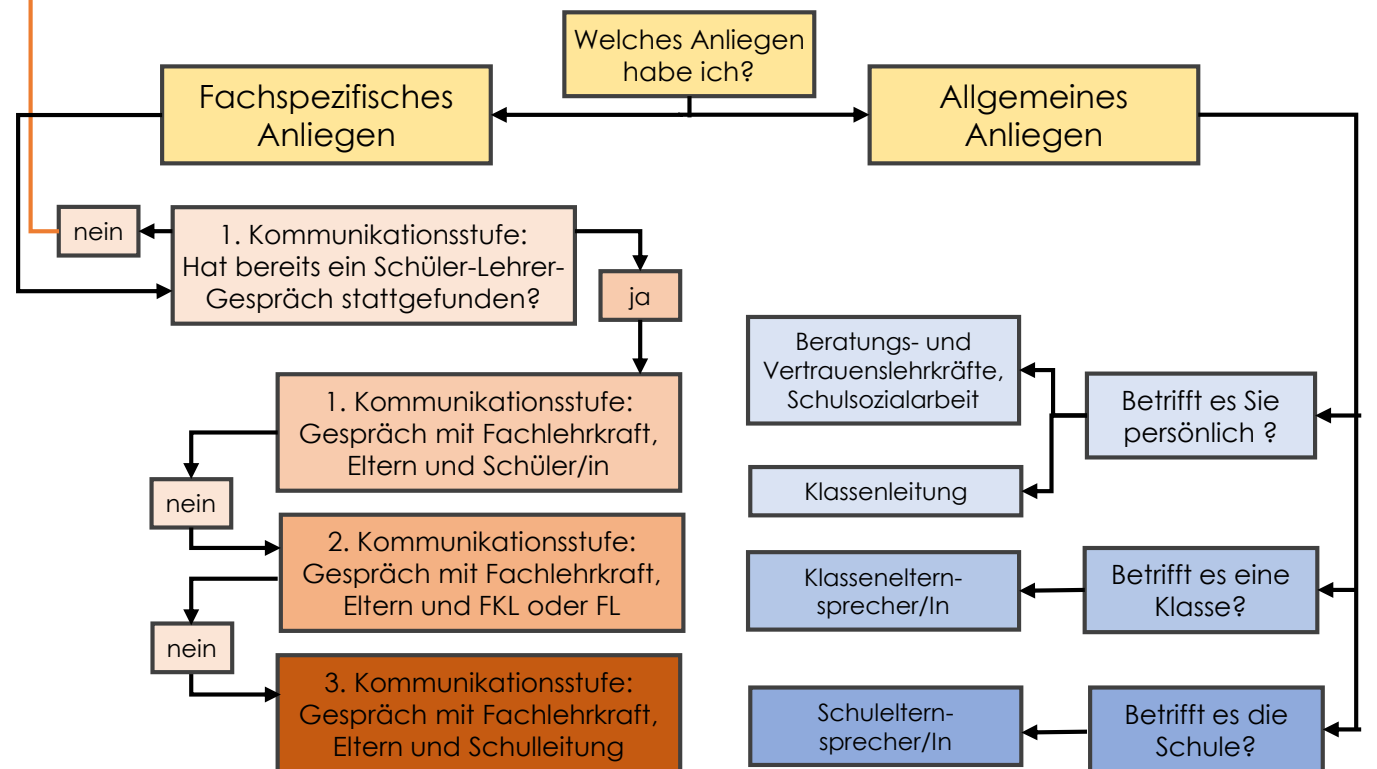 Welches Anliegen
habe ich?
Fachspezifisches
Anliegen
Allgemeines
Anliegen
nein
1. Kommunikationsstufe:
Hat bereits ein Schüler-Lehrer-
Gespräch stattgefunden?
ja
1. Kommunikationsstufe:
Gespräch mit Fachlehrkraft,
Eltern und Schüler/in
nein
2. Kommunikationsstufe:
Gespräch mit Fachlehrkraft,
Eltern und FKL oder FL
nein
3. Kommunikationsstufe:
Gespräch mit Fachlehrkraft,
Eltern und Schulleitung
Beratungs- und
Vertrauenslehrkräfte,
Schulsozialarbeit
Betrifft es Sie
persönlich ?
Klassenleitung
Klasseneltern-
sprecher/In
Betrifft es eine
Klasse?
Schuleltern-
sprecher/In
Betrifft es die
Schule?